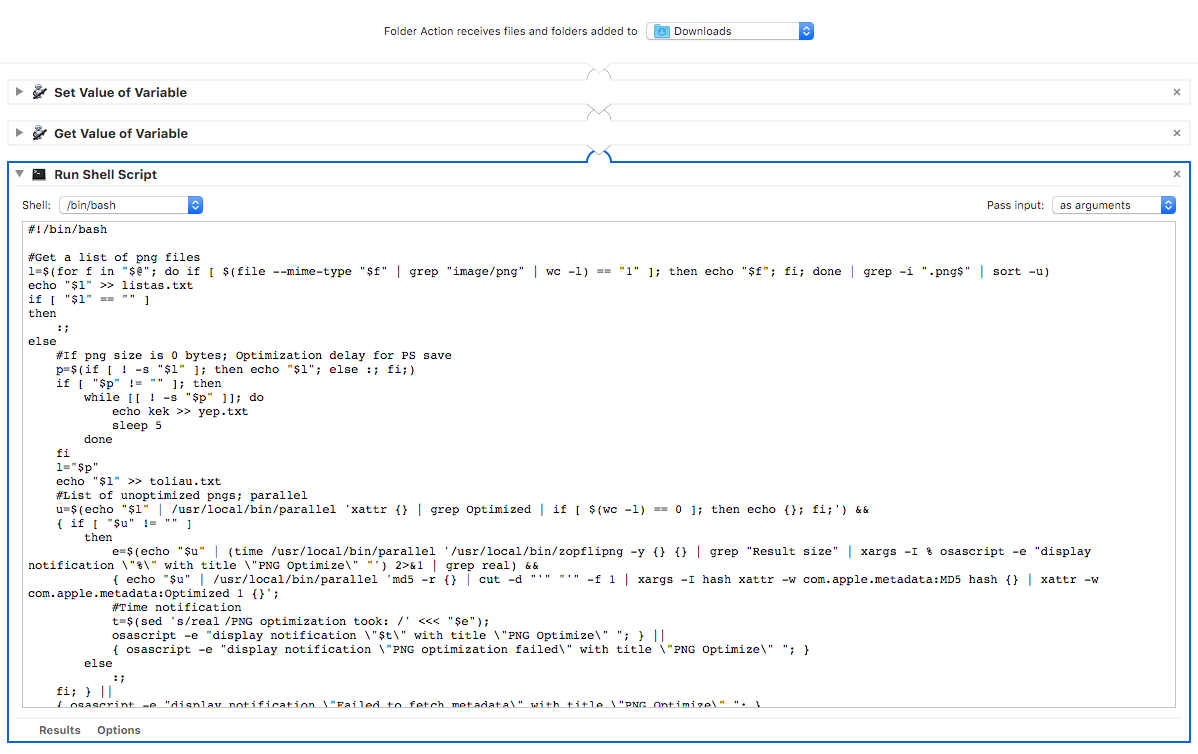 Folder Action receives files and folders added to Downloads
Set Value of Variable
Get Value of Variable
Run Shell Script
Shell: /bin/bash Pass input: as arguments
#!/bin/bash
#Get a list of png files
l=$(for f in "$@"; do if [ $(file --mime-type "$f" | grep "image/png" | wc -l) == "1" ]; then echo "$f"; fi; done | grep -i ".png$" | sort -u)
echo "$l" >> listas.txt
if [ "$l" == "" ]
then
:;
else
#If png size is 0 bytes; Optimization delay for PS save
p=$(if [ ! -s "$l" ]; then echo "$l"; else :; fi;)
if [ "$p" != "" ]; then
while [[ ! -s "$p" ]]; do
echo kek >> yep.txt
sleep 5
done
fi
l="$p"
echo "$l" >> toliau.txt
#List of unoptimized pngs; parallel
u=$(echo "$l" | /usr/local/bin/parallel 'xattr {} | grep Optimized | if [ $(wc -l) == 0 ]; then echo {}; fi;') &&
{ if [ "$u" != "" ]
then
e=$(echo "$u" | (time /usr/local/bin/parallel '/usr/local/bin/zopflipng -y {} {} | grep "Result size" | xargs -I % osascript -e "display
notification \"%\" with title \"PNG Optimize\" "') 2>&1 | grep real) &&
{ echo "$u" | /usr/local/bin/parallel 'md5 -r {} | cut -d "'" "'" -f 1 | xargs -I hash xattr -w com.apple.metadata:MD5 hash {} | xattr -w
com.apple.metadata:Optimized 1 {}';
#Time notification
t=$(sed 's/real /PNG optimization took: /' <<< "$e");
osascript -e "display notification \"$t\" with title \"PNG Optimize\" "; } ||
{ osascript -e "display notification \"PNG optimization failed\" with title \"PNG Optimize\" "; }
else
:;
fi; } ||
{ osascript -e "display notification \"Failed to fetch metadata\" with title \"PNG Optimize\" "; }
Results Options